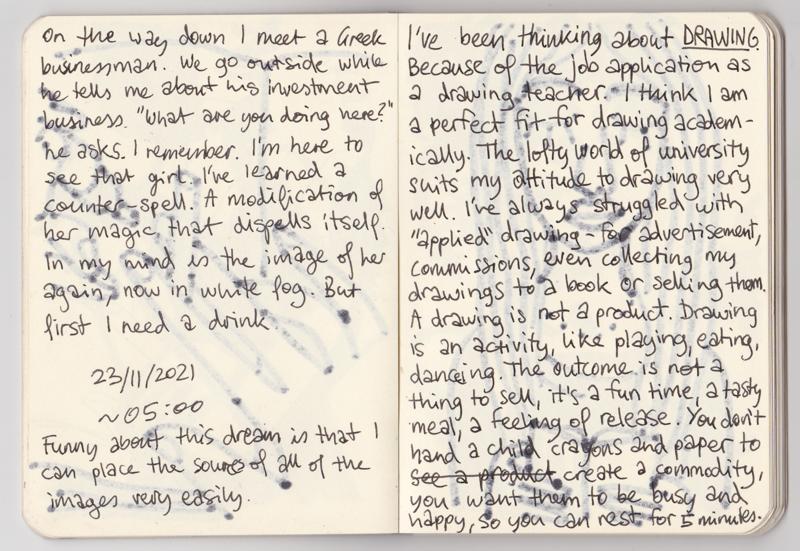 On the way down I meet a Greek
businessman. We go outside while
he tells me about his investment
business. "What are you doing here?"
he asks. I remember. I'm here to
see that girl. I've learned a
counter-spell. A modification of
her magic that dispells itself.
In my mind is the image of her
again, now in white fog. But
first I need a drink.
23/11/2021
~05:00
Funny about this dream is that I
can place the source of all of the
images very easily.
I've been thinking about DRAWING
Because of the job application as
a drawing teacher. I think I am
a perfect fit for drawing academ-
ically. The lofty world of university
suits my attitude to drawing very
well. I've always struggled with
"applied" drawing - for advertisement,
commissions, even collecting my
drawings to a book or selling them.
A drawing is not a product. Drawing
is an activity, like playing, eating,
dancing. The outcome is not a
thing to sell, it's a fun time, a tasty
meal, a feeling of release. You don't
hand a child crayons and paper to
see a product create a commodity,
you want them to be busy and
happy, so you can rest for 5 minutes.